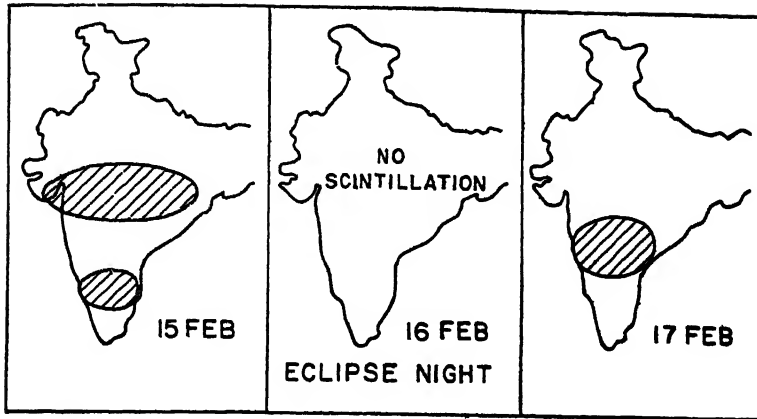 15 FEB
NO
SCINTILLATION
16 FEB
ECLIPSE NIGHT
17 FEB